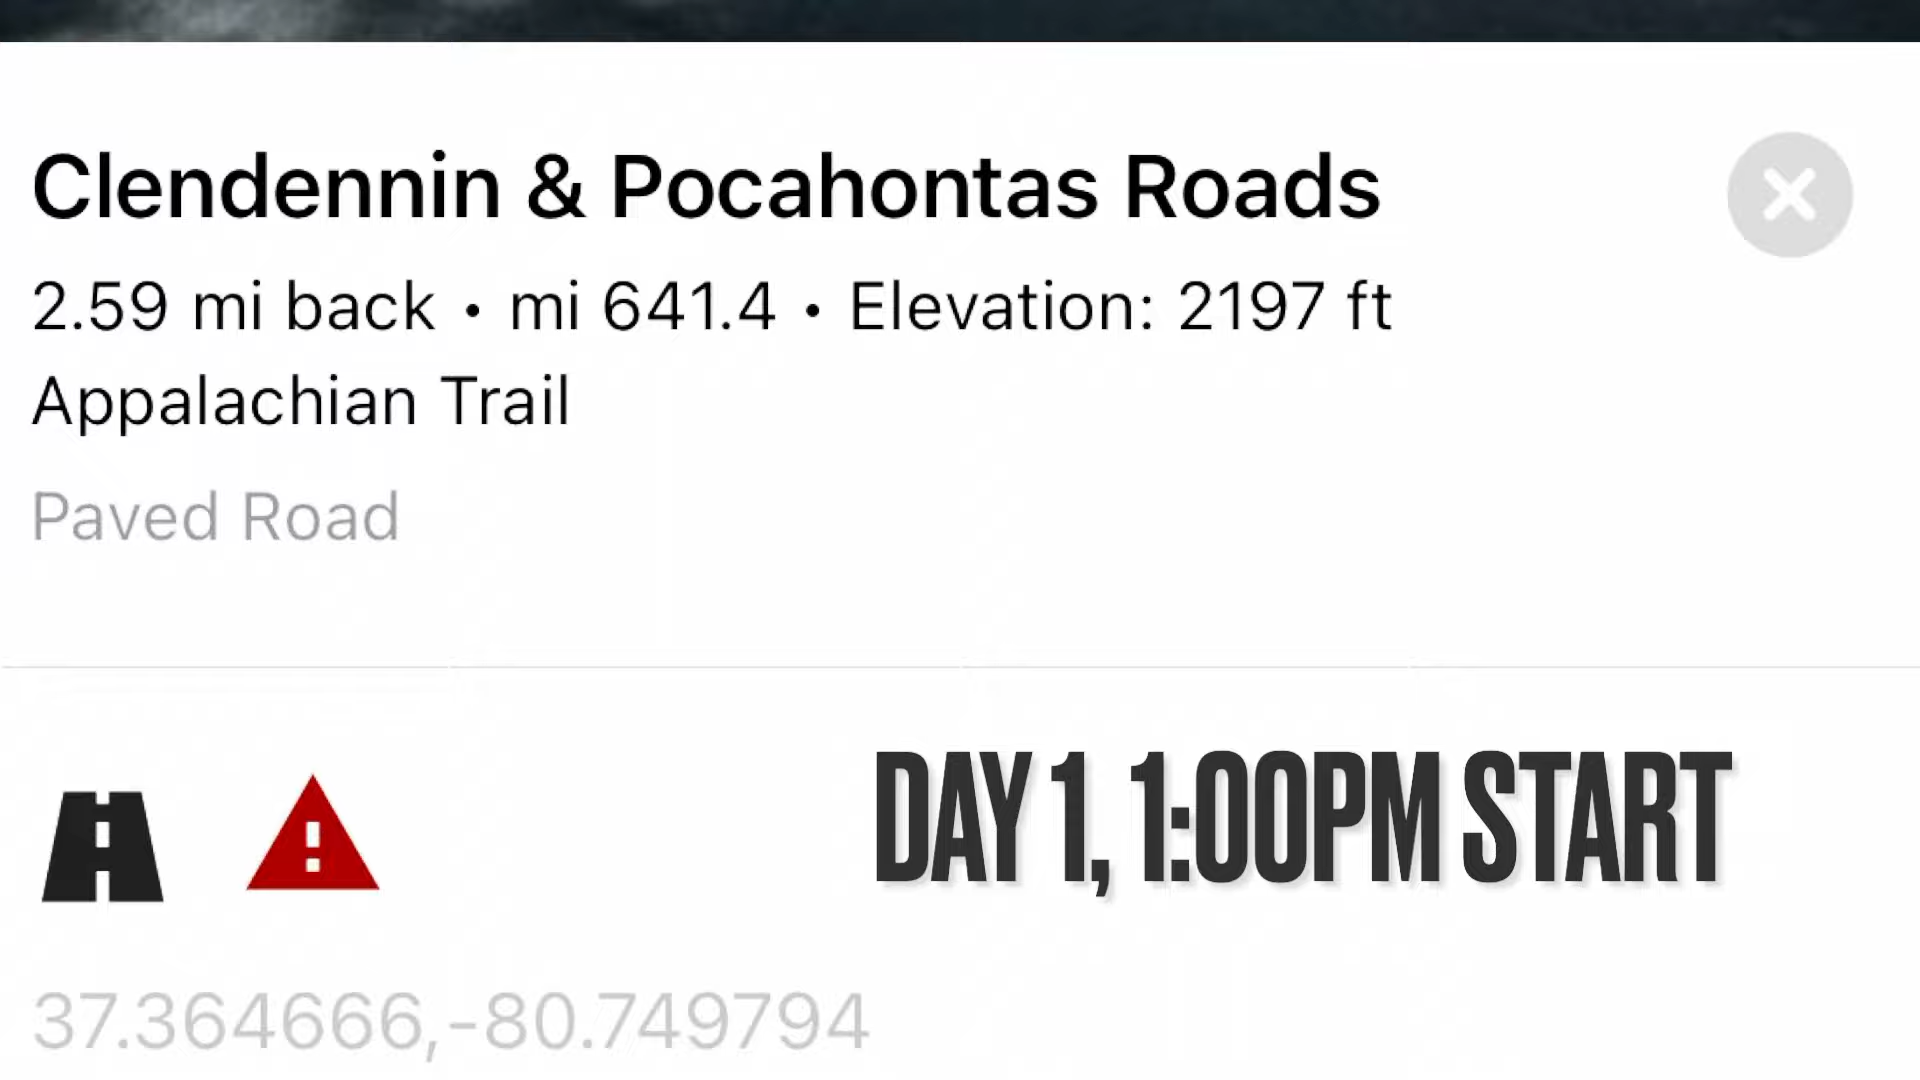 Clendennin & Pocahontas Roads
2.59 mi back • mi 641.4 • Elevation: 2197 ft
Appalachian Trail
Paved Road
DAY 1, 1:00PM START
37.364666,-80.749794